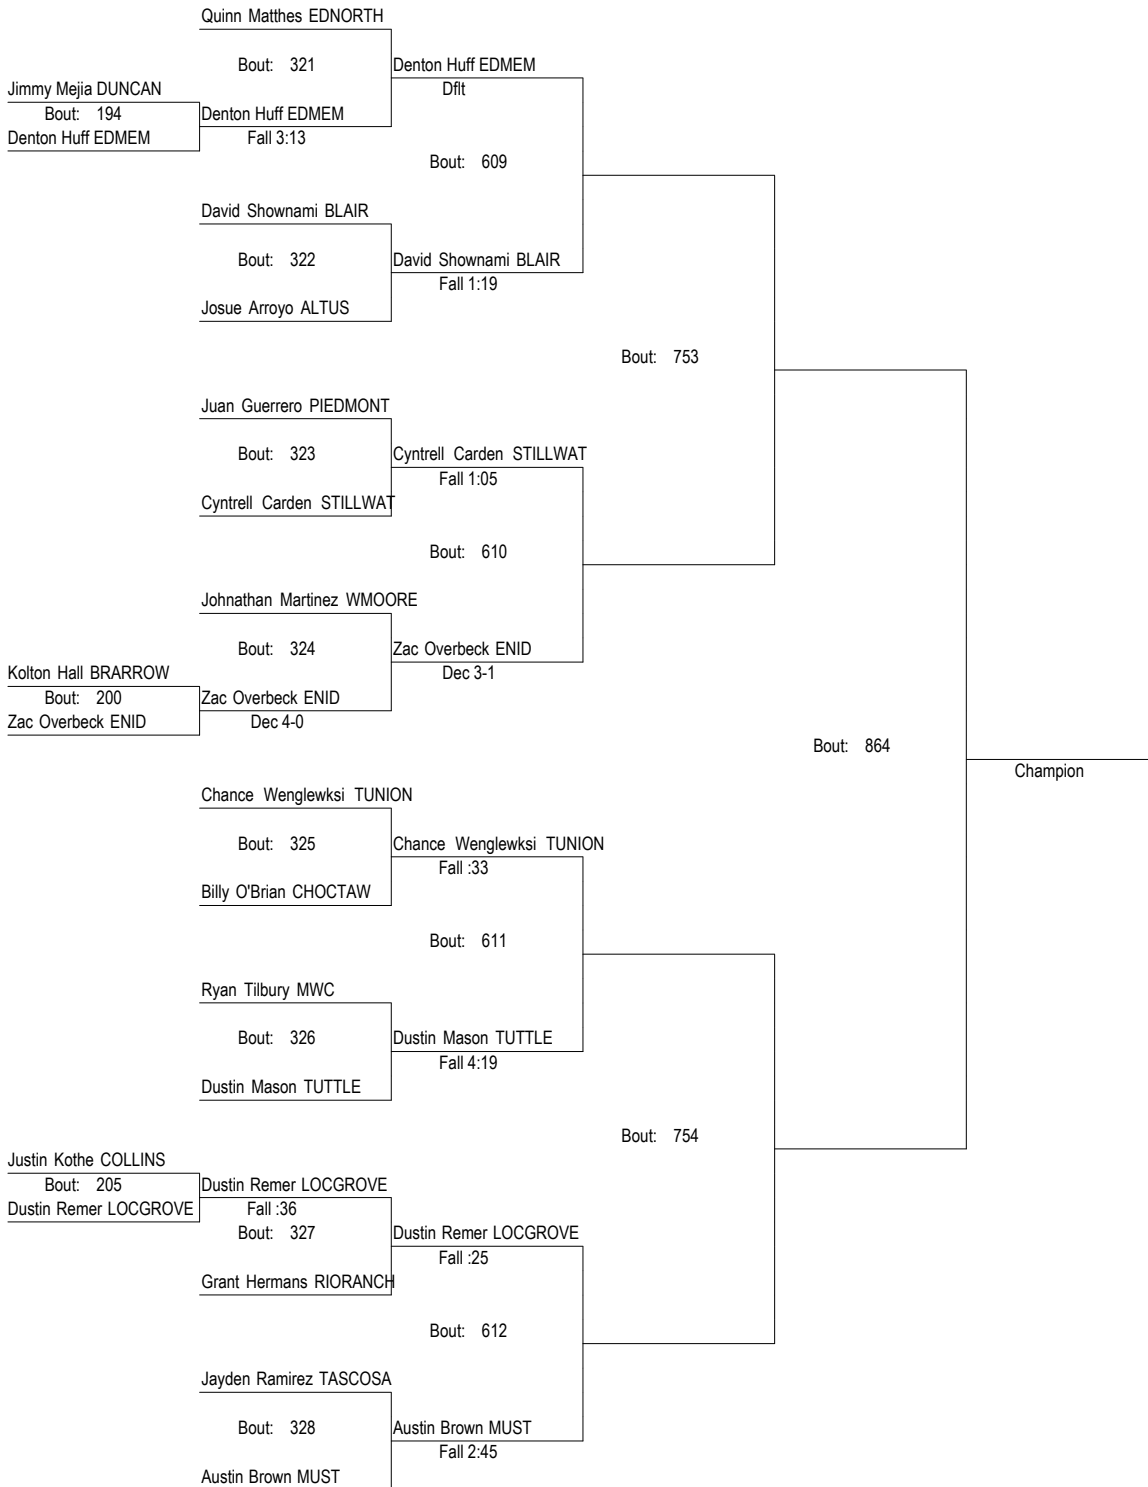 Quinn Matthes EDNORTH
Bout: 321
Denton Huff EDMEM
Dflt
Jimmy Mejia DUNCAN
Bout: 194
Denton Huff EDMEM
Denton Huff EDMEM
Fall 3:13
Bout: 609
David Shownami BLAIR
Bout: 322
David Shownami BLAIR
Fall 1:19
Josue Arroyo ALTUS
Bout: 753
Juan Guerrero PIEDMONT
Bout: 323
Cyntrell Carden STILLWAT
Fall 1:05
Cyntrell Carden STILLWAT
Bout: 610
Johnathan Martinez WMOORE
Bout: 324
Zac Overbeck ENID
Dec 3-1
Kolton Hall BRARROW
Bout: 200
Zac Overbeck ENID
Zac Overbeck ENID
Dec 4-0
Bout: 864
Champion
Chance Wenglewksi TUNION
Bout: 325
Chance Wenglewksi TUNION
Fall :33
Billy O'Brian CHOCTAW
Bout: 611
Ryan Tilbury MWC
Bout: 326
Dustin Mason TUTTLE
Fall 4:19
Dustin Mason TUTTLE
Bout: 754
Justin Kothe COLLINS
Bout: 205
Dustin Remer LOCGROVE
Dustin Remer LOCGROVE
Fall :36
Bout: 327
Dustin Remer LOCGROVE
Fall :25
Grant Hermans RIORANCH
Bout: 612
Jayden Ramirez TASCOSA
Bout: 328
Austin Brown MUST
Fall 2:45
Austin Brown MUST